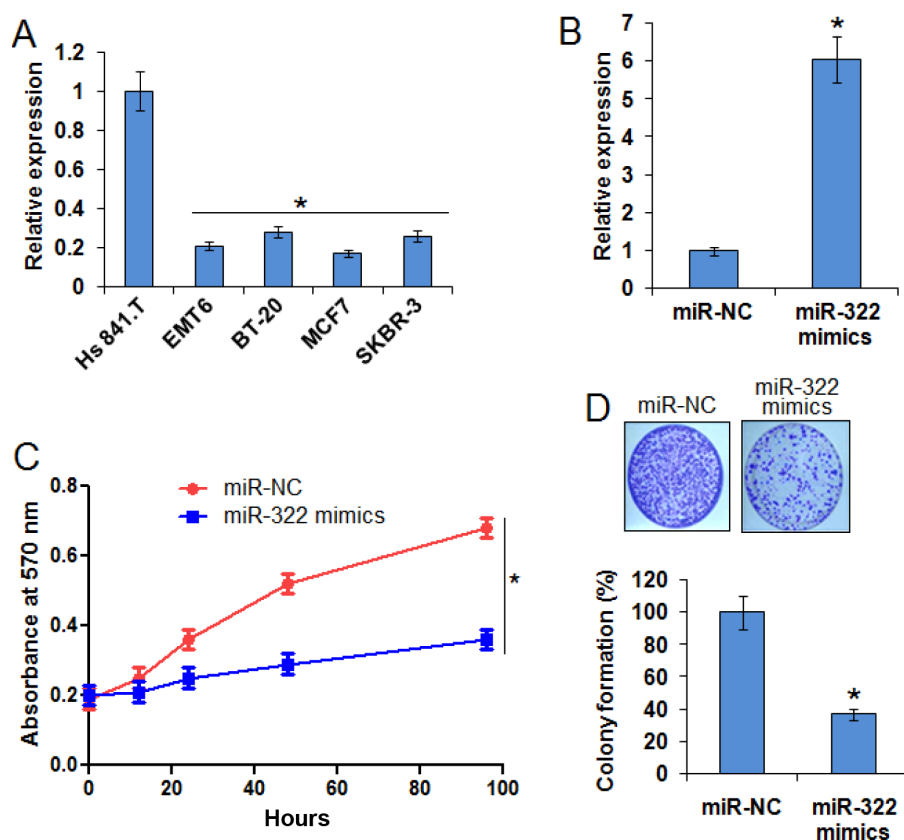 A
Relative expression
1.2
1
0.8
0.6
0.4
0.2
0
*
Hs 841.T
EMT6
BT-20
MCF7
SKBR-3
B
Relative expression
7
6
5
4
3
2
1
0
*
miR-NC
miR-322
mimics
C
Absorbance at 570 nm
0.8
0.6
0.4
0.2
0.0
miR-NC
miR-322 mimics
*
0
20
40
60
80
100
Hours
D
miR-NC
miR-322
mimics
Colony formation (%)
120
100
80
60
40
20
0
*
miR-NC
miR-322
mimics